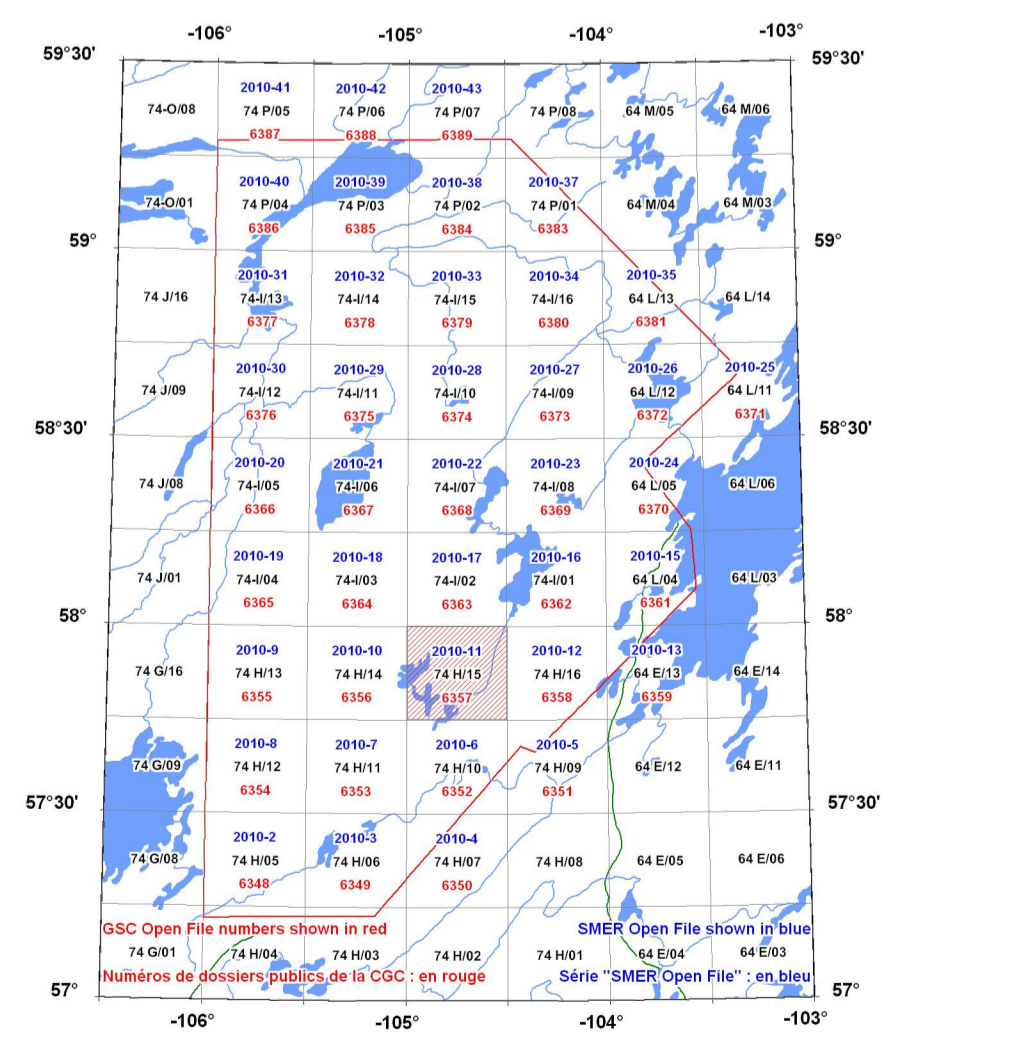 -106° -105° -104° -103°
59°30' 59°30'
2010-41 2010-42 2010-43
74-O/08 74 P/05 74 P/06 74 P/07 74 P/08 64 M/05 64 M/06
6387 6388 6389
2010-40 2010-39 2010-38 2010-37
74-O/01 74 P/04 74 P/03 74 P/02 74 P/01 64 M/04 64 M/03
6386 6385 6384 6383
59° 59°
2010-31 2010-32 2010-33 2010-34 2010-35
74 J/16 74-I/13 74-I/14 74-I/15 74-I/16 64 L/13 64 L/14
6377 6378 6379 6380 6381
2010-30 2010-29 2010-28 2010-27 2010-26 2010-25
74 J/09 74-I/12 74-I/11 74-I/10 74-I/09 64 L/12 64 L/11
6376 6375 6374 6373 6372 6371
58°30' 58°30'
2010-20 2010-21 2010-22 2010-23 2010-24
74 J/08 74-I/05 74-I/06 74-I/07 74-I/08 64 L/05 64 L/06
6366 6367 6368 6369 6370
2010-19 2010-18 2010-17 2010-16 2010-15
74 J/01 74-I/04 74-I/03 74-I/02 74-I/01 64 L/04 64 L/03
6365 6364 6363 6362 6361
58° 58°
2010-9 2010-10 2010-11 2010-12 2010-13
74 G/16 74 H/13 74 H/14 74 H/15 74 H/16 64 E/13 64 E/14
6355 6356 6357 6358 6359
2010-8 2010-7 2010-6 2010-5
74 G/09 74 H/12 74 H/11 74 H/10 74 H/09 64 E/12 64 E/11
6354 6353 6352 6351
57°30' 57°30'
2010-2 2010-3 2010-4
74 G/08 74 H/05 74 H/06 74 H/07 74 H/08 64 E/05 64 E/06
6348 6349 6350
GSC Open File numbers shown in red SMER Open File shown in blue
74 G/01 74 H/04 74 H/03 74 H/02 74 H/01 64 E/04 64 E/03
Numéros de dossiers publics de la CGC : en rouge Série "SMER Open File" : en bleu
57° 57°
-106° -105° -104° -103°